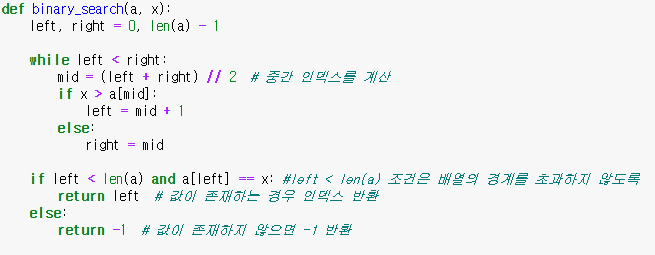 def binary_search(a, x):
    left, right = 0, len(a) - 1
    while left < right:
        mid = (left + right) // 2  # 중간 인덱스를 계산
        if x > a[mid]:
            left = mid + 1
        else:
            right = mid
    if left < len(a) and a[left] == x: #left < len(a) 조건은 배열의 경계를 초과하지 않도록
        return left  # 값이 존재하는 경우 인덱스 반환
    else:
        return -1  # 값이 존재하지 않으면 -1 반환